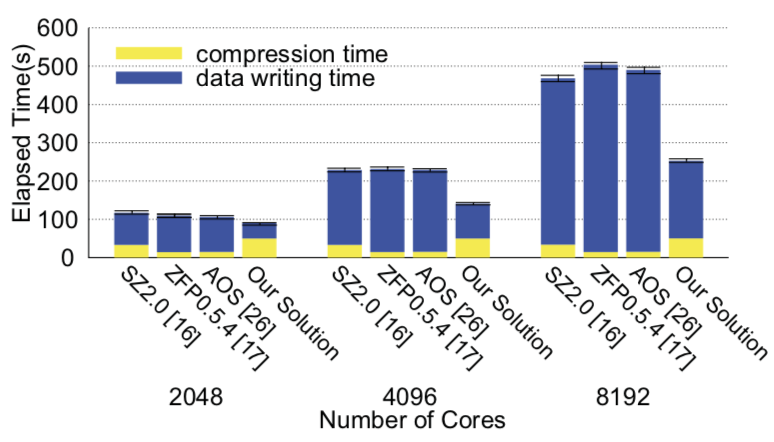 600
500
400
300
200
100
0
Elapsed Time(s)
compression time
data writing time
SZ2.0 [16]
ZFP0.5.4 [17]
AOS [26]
Our Solution
SZ2.0 [16]
ZFP0.5.4 [17]
AOS [26]
Our Solution
SZ2.0 [16]
ZFP0.5.4 [17]
AOS [26]
Our Solution
2048
4096
8192
Number of Cores